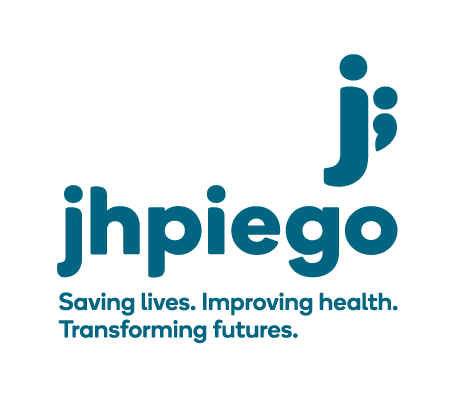 j
jhpiego
Saving lives. Improving health.
Transforming futures.